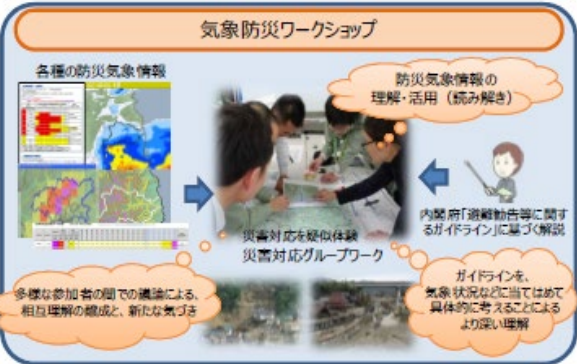 気象防災ワークショップ
各種の防災気象情報
防災気象情報の
理解・活用（読み解き）
内閣府「避難勧告等に関す
るガイドライン」に基づく解説
災害対応を疑似体験
災害対応グループワーク
多様な参加者の間での議論による、
相互理解の醸成と、新たな気づき
ガイドラインを、
気象状況などに当てはめて
具体的に考えることによる
より深い理解